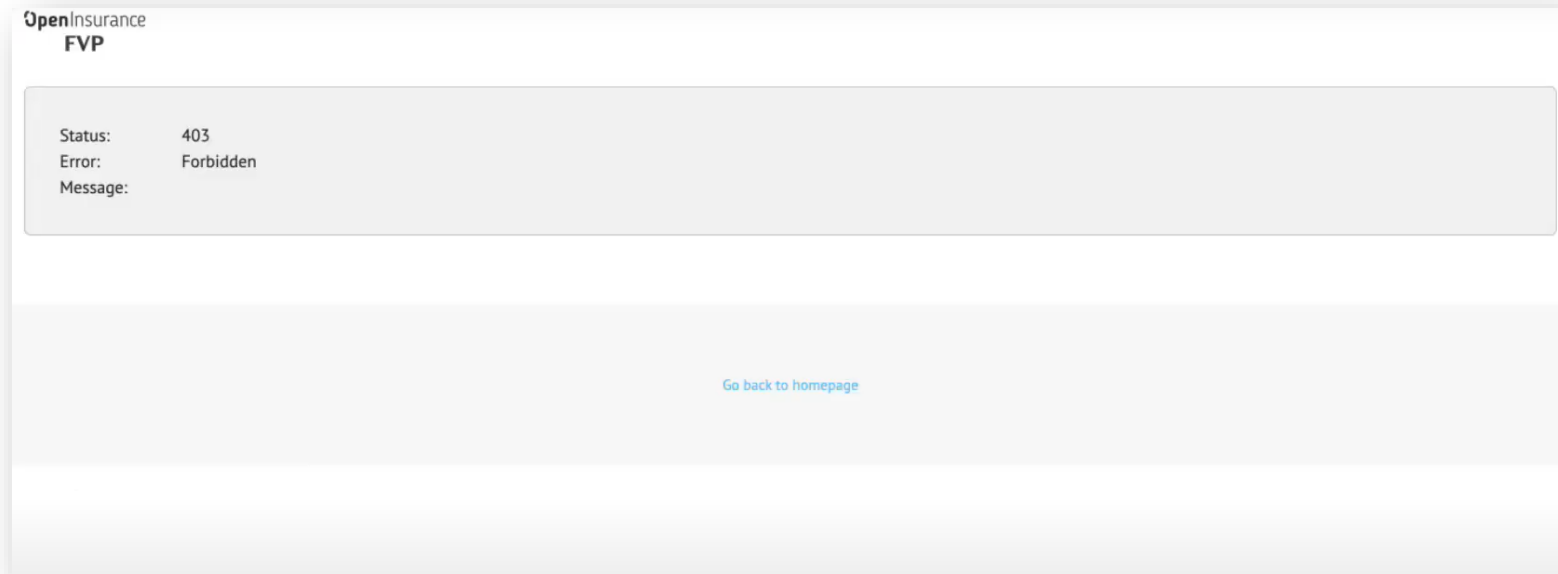 OpenInsurance
FVP
Status: 403
Error: Forbidden
Message:
Go back to homepage